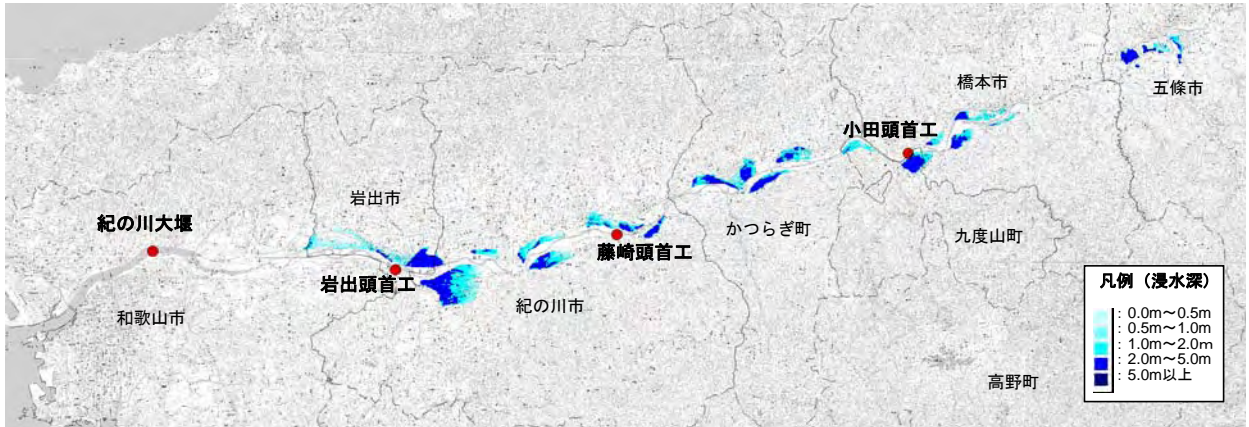 五條市
橋本市
小田頭首工
岩出市
紀の川大堰
かつらぎ町
九度山町
藤崎頭首工
岩出頭首工
紀の川市
和歌山市
高野町
凡例（浸水深）
: 0.0m～0.5m
: 0.5m～1.0m
: 1.0m～2.0m
: 2.0m～5.0m
: 5.0m以上